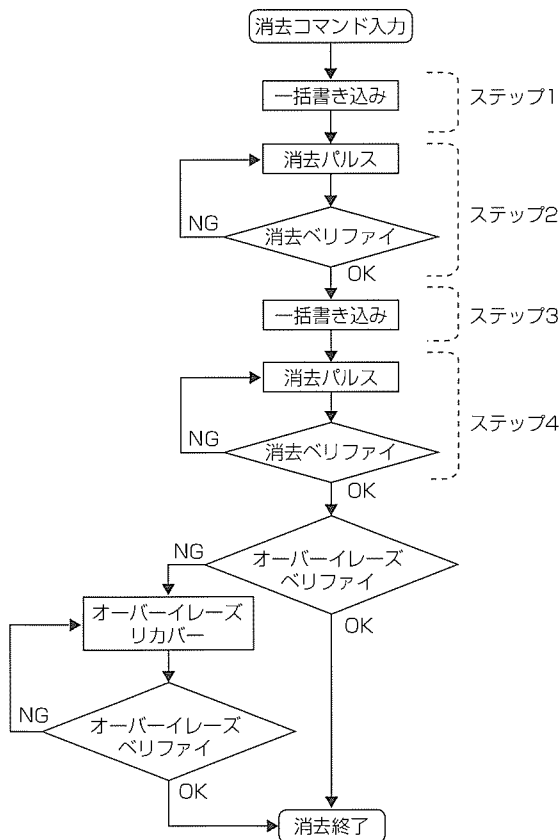 消去コマンド入力
一括書き込み
ステップ1
消去パルス
ステップ2
NG
消去ベリファイ
OK
一括書き込み
ステップ3
消去パルス
ステップ4
NG
消去ベリファイ
OK
NG
オーバーイレーズ
ベリファイ
OK
オーバーイレーズ
リカバー
NG
オーバーイレーズ
ベリファイ
OK
消去終了